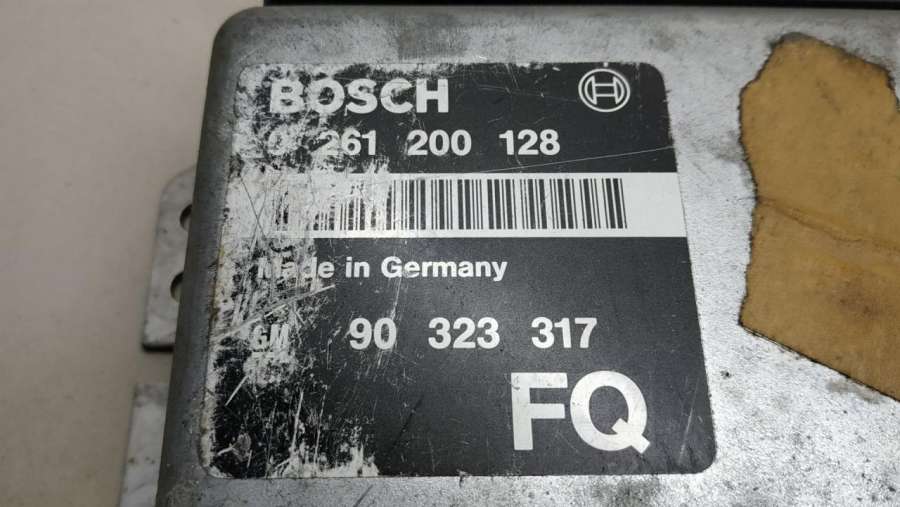 BOSCH
0 261 200 128
Made in Germany
GM 90 323 317
FQ